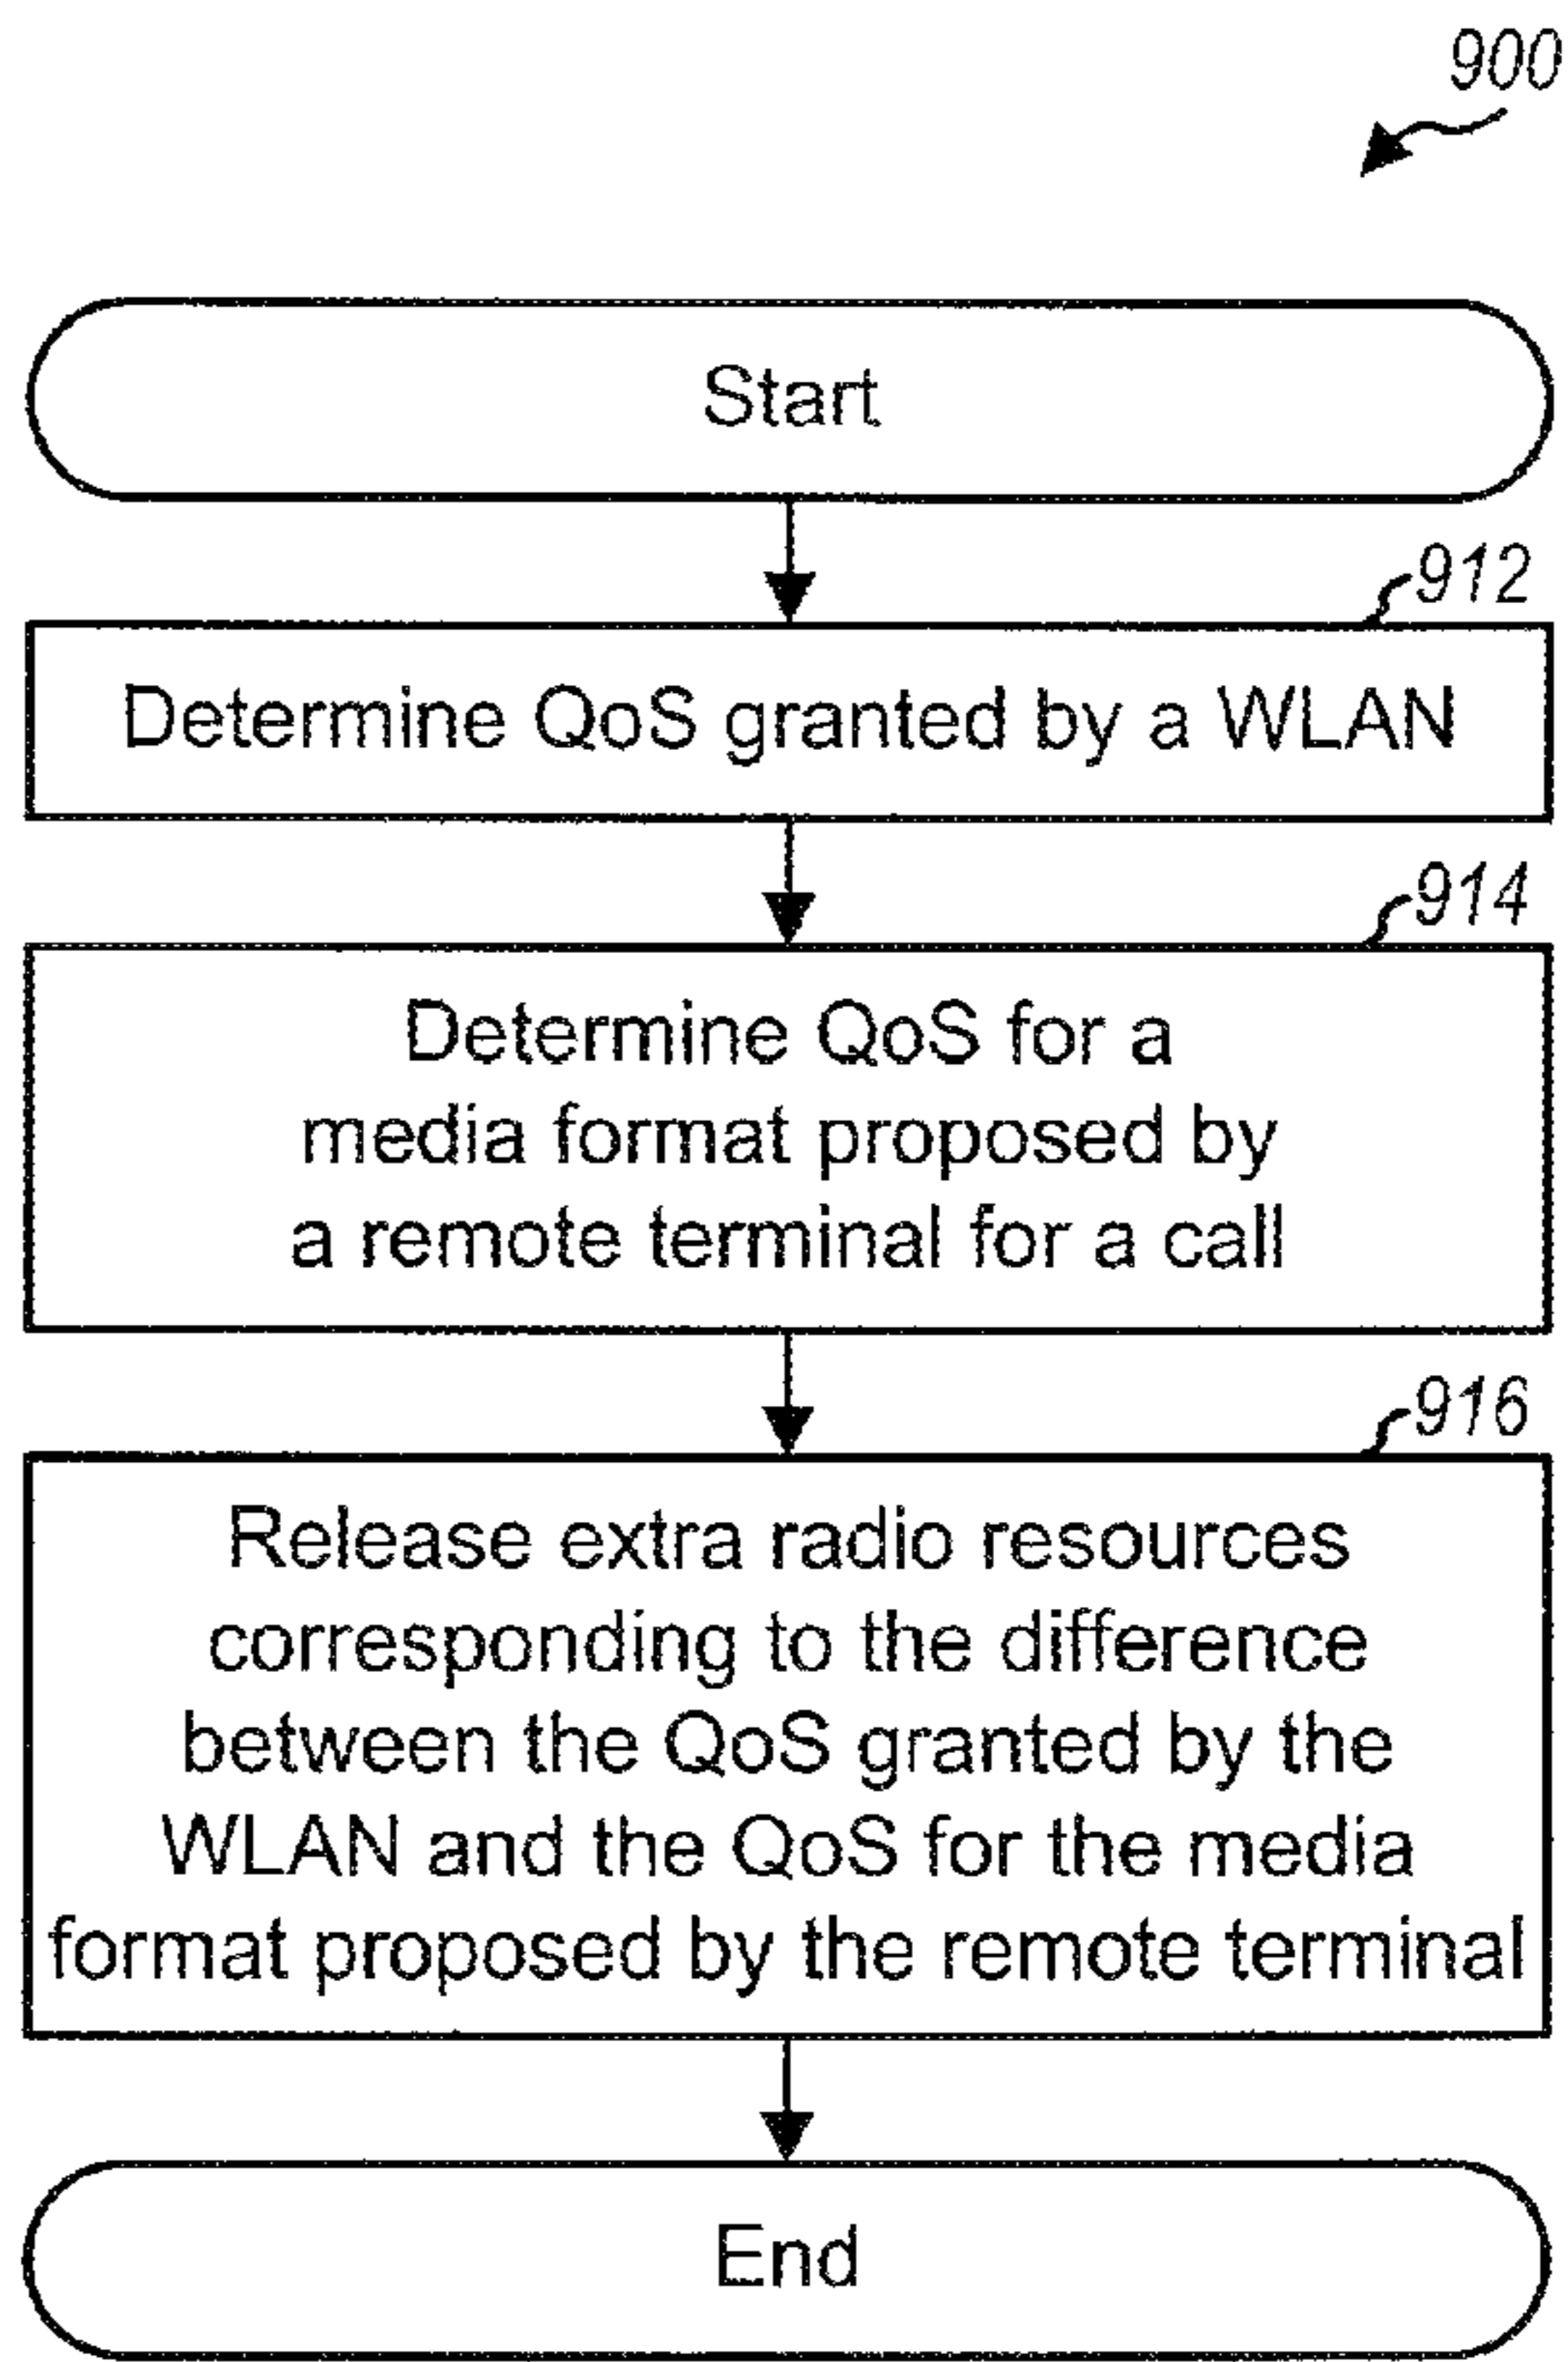 900
Start
912
Determine QoS granted by a WLAN
914
Determine QoS for a
media format proposed by
a remote terminal for a call
916
Release extra radio resources
corresponding to the difference
between the QoS granted by the
WLAN and the QoS for the media
format proposed by the remote terminal
End